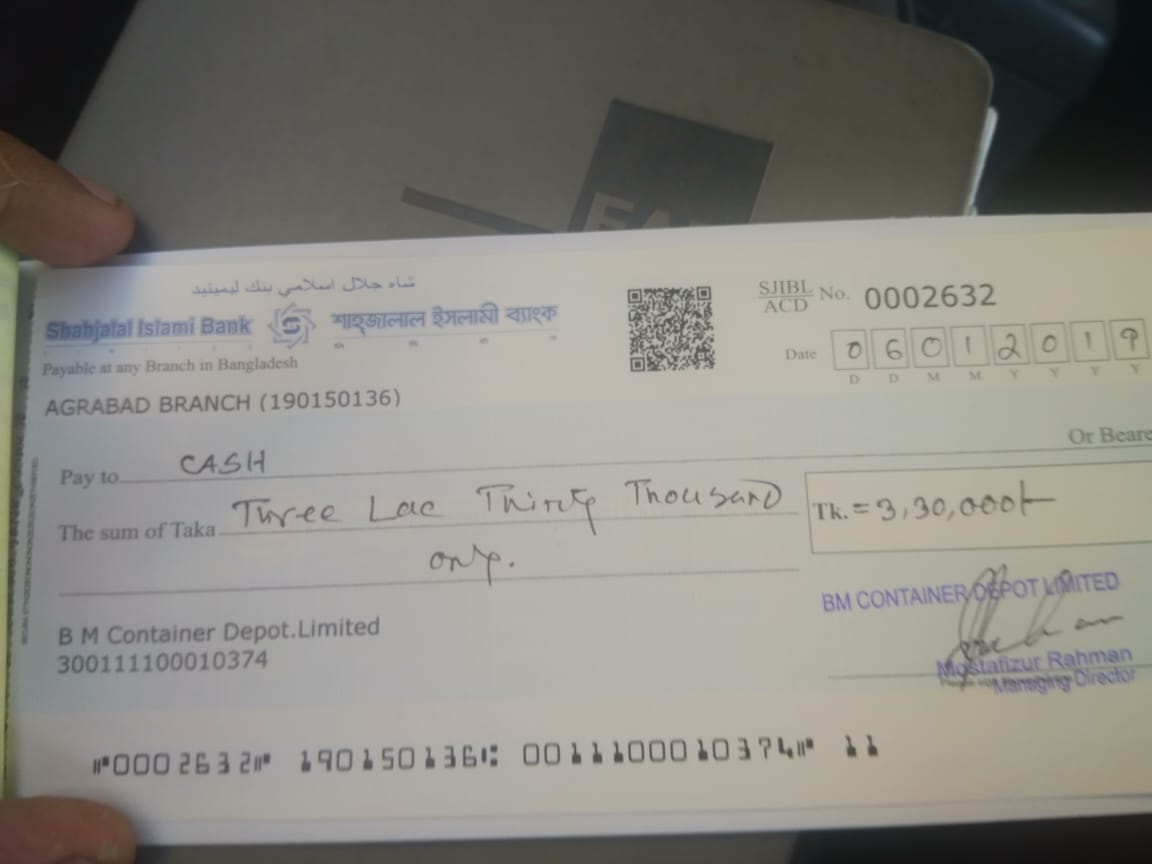 شاه جلال اسلامي بنك ليميتيد
Shahjalal Islami Bank শাহ্‌জালাল ইসলামী ব্যাংক
Payable at any Branch in Bangladesh
AGRABAD BRANCH (190150136)
SJIBL
ACD No. 0002632
Date 06012019
D D M M Y Y Y Y
Pay to CASH Or Beare
The sum of Taka Three Lac Thirty Thousand
only.
Tk. = 3,30,000/-
B M Container Depot.Limited
300111100010374
BM CONTAINER DEPOT LIMITED
Mostafizur Rahman
Managing Director
⑈0002632⑈ 190150136⑆ 0011100010374⑈ 11